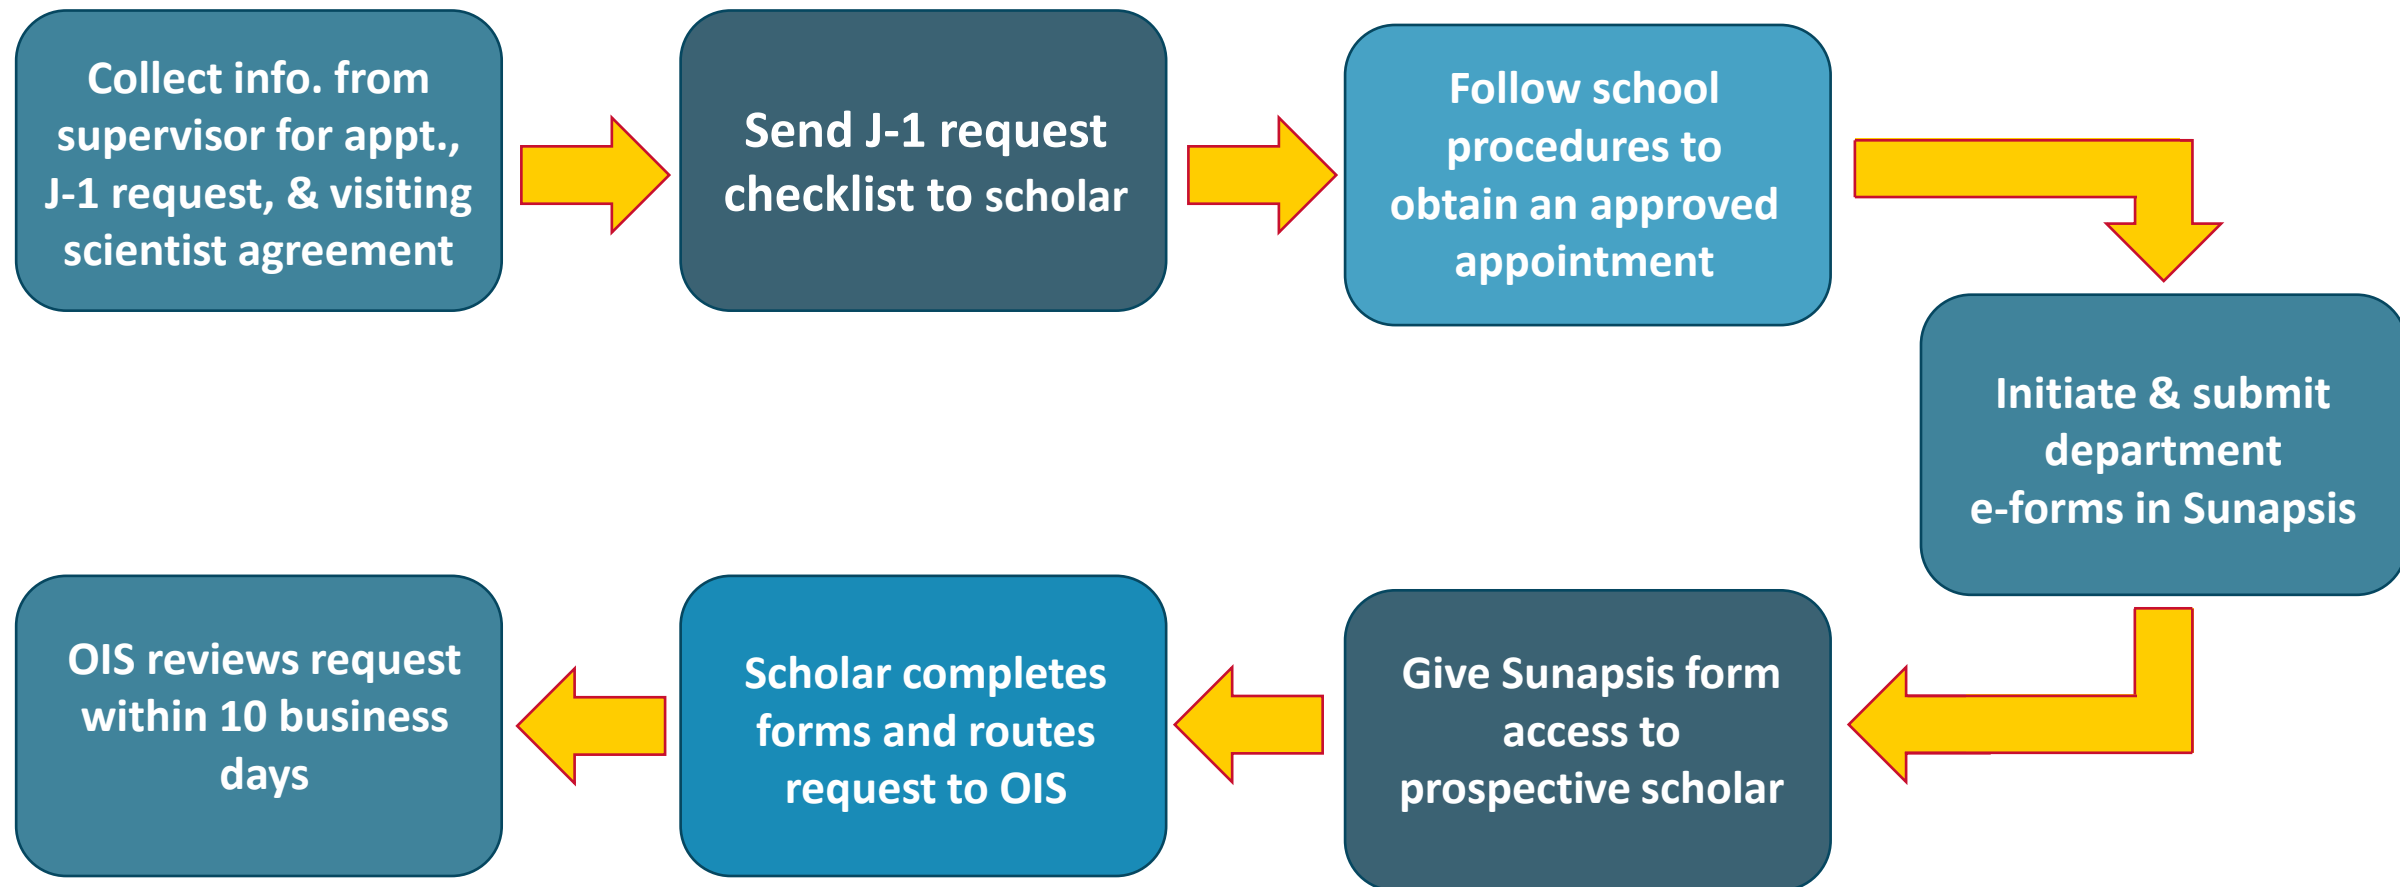 Collect info. from
supervisor for appt.,
J-1 request, & visiting
scientist agreement
Send J-1 request
checklist to scholar
Follow school
procedures to
obtain an approved
appointment
Initiate & submit
department
e-forms in Sunapsis
Give Sunapsis form
access to
prospective scholar
Scholar completes
forms and routes
request to OIS
OIS reviews request
within 10 business
days